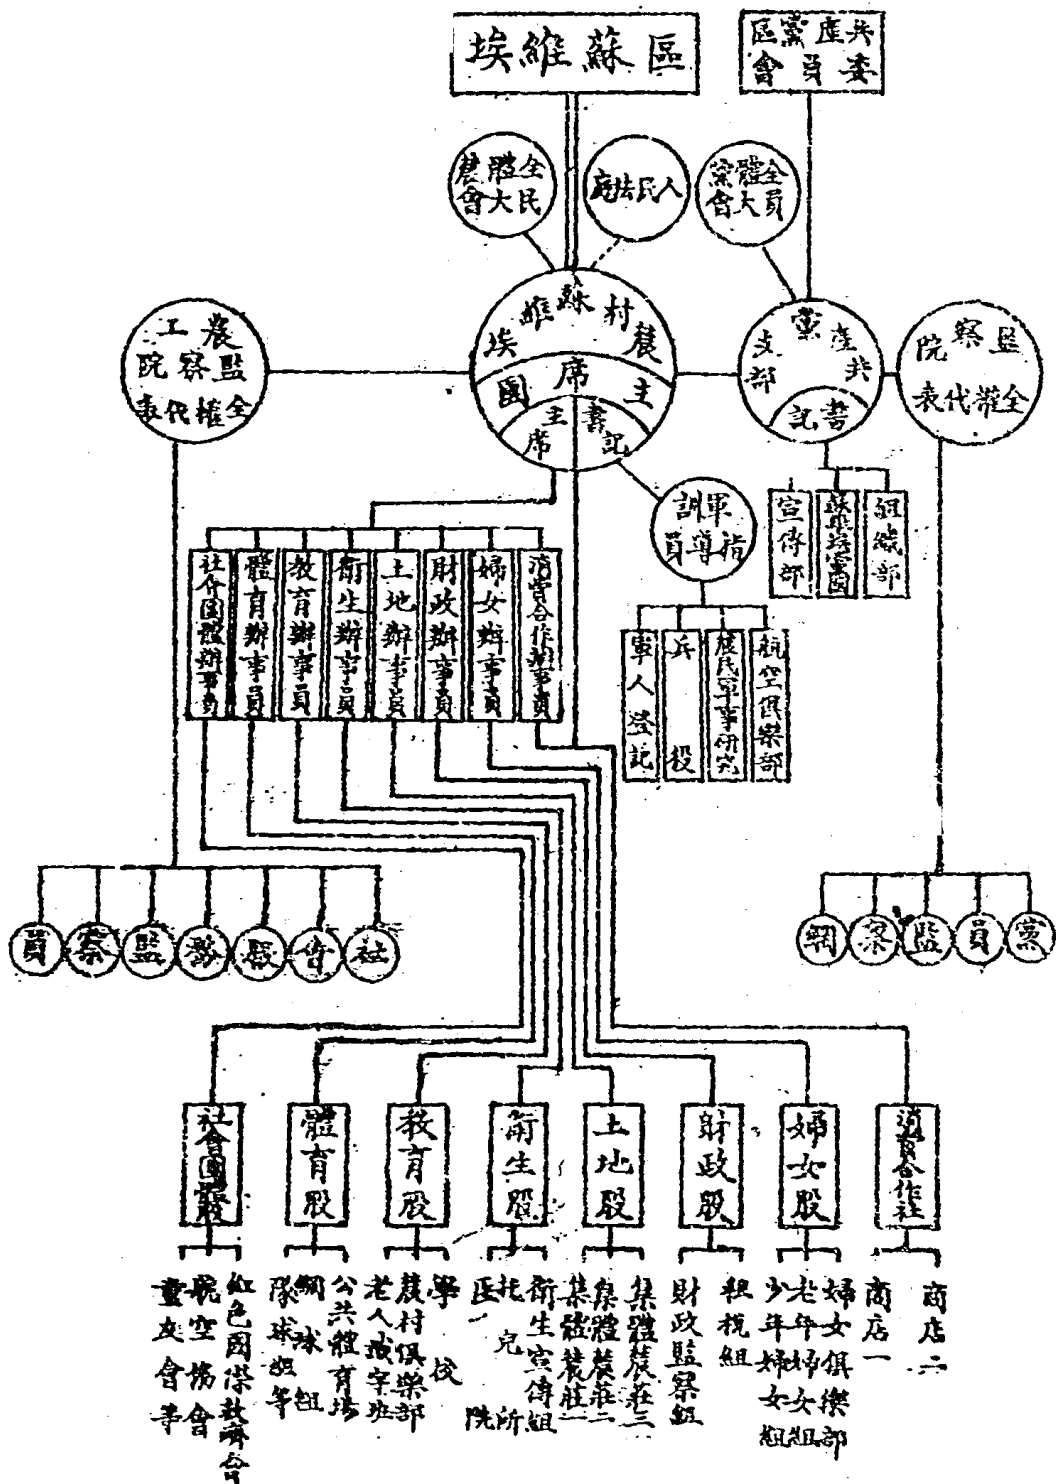 區蘇維埃
共產黨區
委員會
全體農
民大會
人民法庭
全體黨
員大會
農村蘇維埃
主席團
主席
書記
共產黨
支部
書記
農工
監察院
全權代表
監察院
全權代表
軍訓
指導員
組織部
宣傳部
航空俱樂部
農民軍事研究
兵役
軍人登記
消費合作辦事員
婦女辦事員
財政辦事員
土地辦事員
衛生辦事員
教育辦事員
體育辦事員
社會團體辦事員
社會服務監察員
黨員監察網
消費合作社
婦女股
財政股
土地股
衛生股
教育股
體育股
社會團體股
商店二
商店一
婦女俱樂部
老年婦女組
少年婦女組
租稅組
財政監察組
集體農莊三
集體農莊二
集體農莊一
衛生宣傳組
托兒所
醫院
學校
農村俱樂部
老人識字班
公共體育場
網球組
隊球組等
紅色國際救濟會
航空協會
童友會等